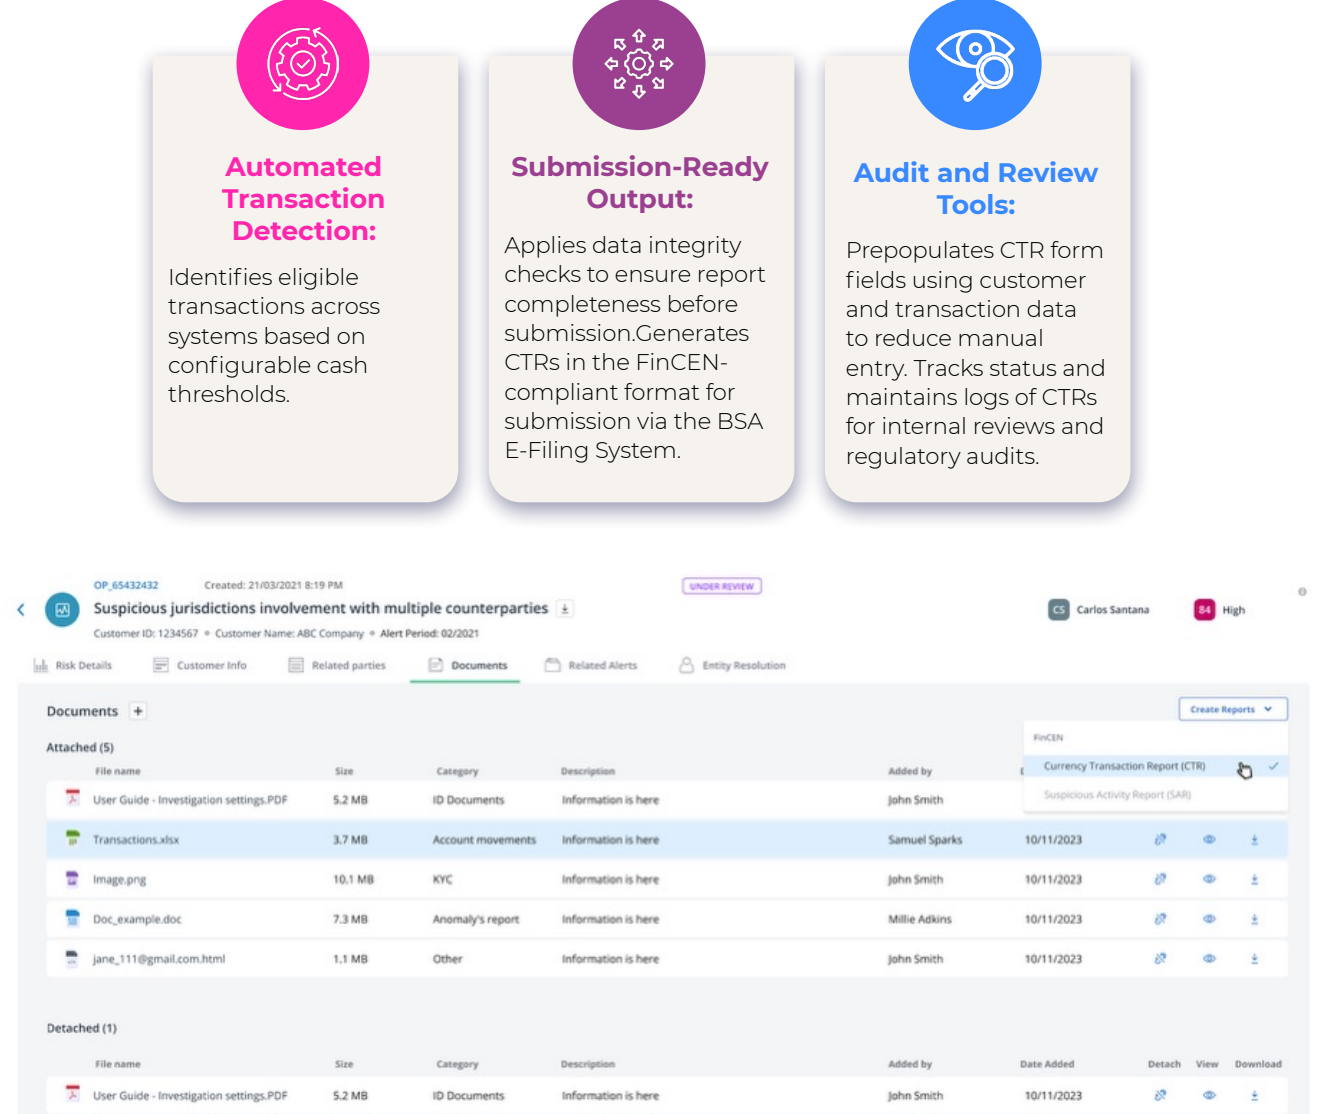 Automated
Transaction
Detection:
Identifies eligible
transactions across
systems based on
configurable cash
thresholds.
Submission-Ready
Output:
Applies data integrity
checks to ensure report
completeness before
submission.Generates
CTRs in the FinCEN-
compliant format for
submission via the BSA
E-Filing System.
Audit and Review
Tools:
Prepopulates CTR form
fields using customer
and transaction data
to reduce manual
entry. Tracks status and
maintains logs of CTRs
for internal reviews and
regulatory audits.
OP_65432432 Created: 21/03/2021 8:19 PM UNDER REVIEW
Suspicious jurisdictions involvement with multiple counterparties CS Carlos Santana 84 High
Customer ID: 1234567 • Customer Name: ABC Company • Alert Period: 02/2021
Risk Details Customer Info Related parties Documents Related Alerts Entity Resolution
Documents + Create Reports
FinCEN
Attached (5)
Currency Transaction Report (CTR)
File name Size Category Description Added by
Suspicious Activity Report (SAR)
User Guide - Investigation settings.PDF 5.2 MB ID Documents Information is here John Smith
Transactions.xlsx 3.7 MB Account movements Information is here Samuel Sparks 10/11/2023
Image.png 10.1 MB KYC Information is here John Smith 10/11/2023
Doc_example.doc 7.3 MB Anomaly's report Information is here Millie Adkins 10/11/2023
jane_111@gmail.com.html 1.1 MB Other Information is here John Smith 10/11/2023
Detached (1)
File name Size Category Description Added by Date Added Detach View Download
User Guide - Investigation settings.PDF 5.2 MB ID Documents Information is here John Smith 10/11/2023